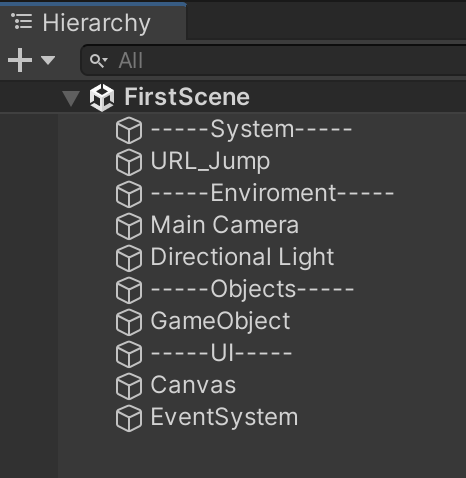 Hierarchy
All
FirstScene
-----System-----
URL_Jump
-----Enviroment-----
Main Camera
Directional Light
-----Objects-----
GameObject
-----UI-----
Canvas
EventSystem